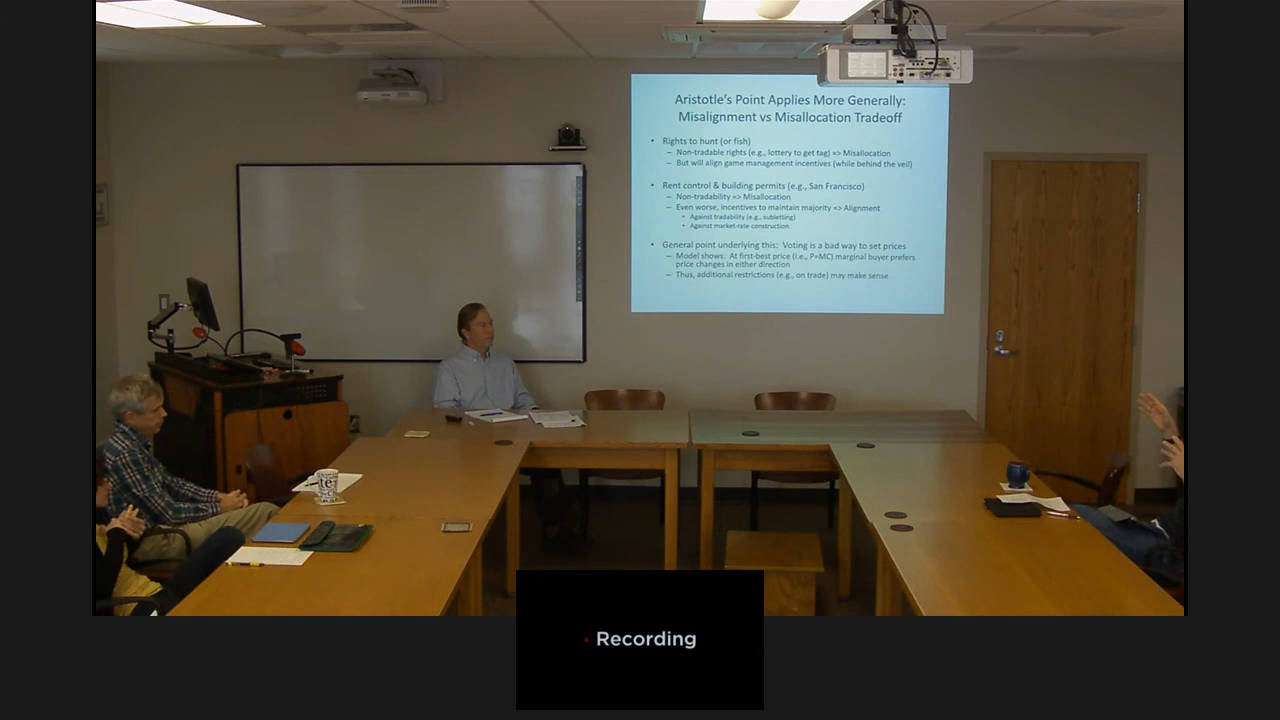 Aristotle's Point Applies More Generally:
Misalignment vs Misallocation Tradeoff
• Rights to hunt (or fish)
– Non-tradable rights (e.g., lottery to get tag) => Misallocation
– But will align game management incentives (while behind the veil)
• Rent control & building permits (e.g., San Francisco)
– Non-tradability => Misallocation
– Even worse, incentives to maintain majority => Alignment
• Against tradability (e.g., subletting)
• Against market-rate construction
• General point underlying this: Voting is a bad way to set prices
– Model shows: At first-best price (i.e., P=MC) marginal buyer prefers
price changes in either direction
– Thus, additional restrictions (e.g., on trade) may make sense
te
Recording